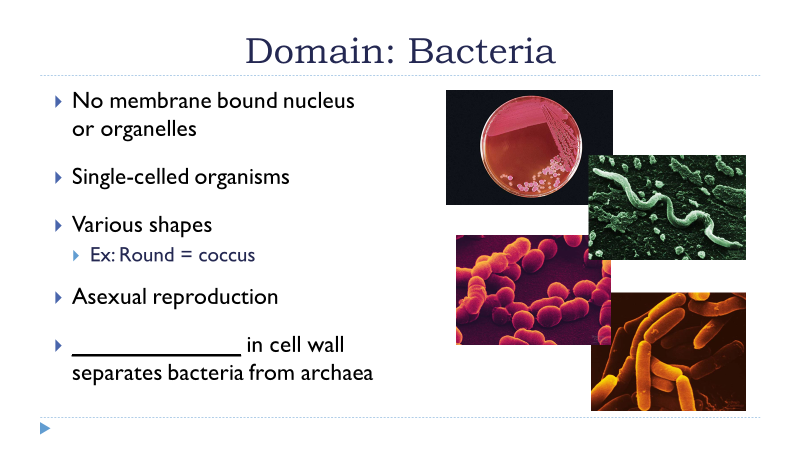 Domain: Bacteria
No membrane bound nucleus
or organelles
Single-celled organisms
Various shapes
Ex: Round = coccus
Asexual reproduction
______________ in cell wall
separates bacteria from archaea